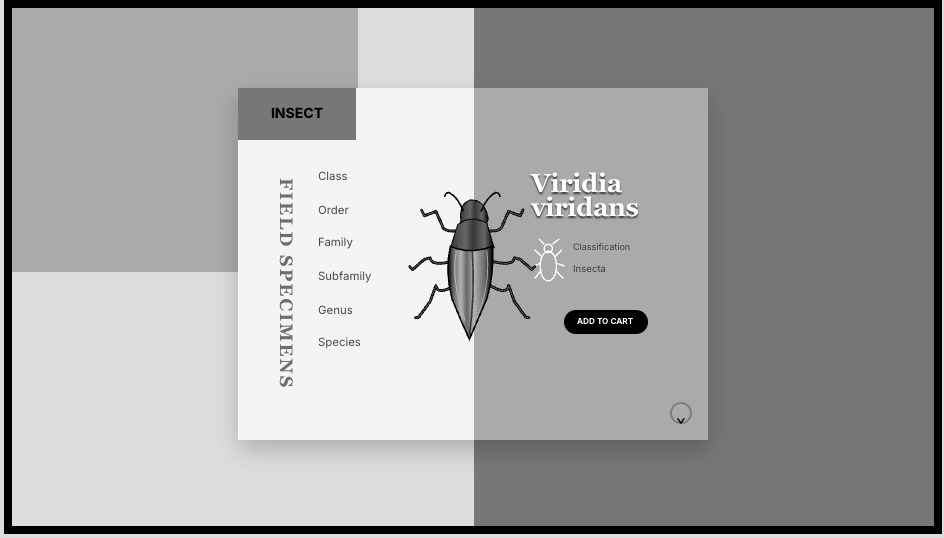 INSECT
FIELD SPECIMENS
Class
Order
Family
Subfamily
Genus
Species
Viridia
viridans
Classification
Insecta
ADD TO CART